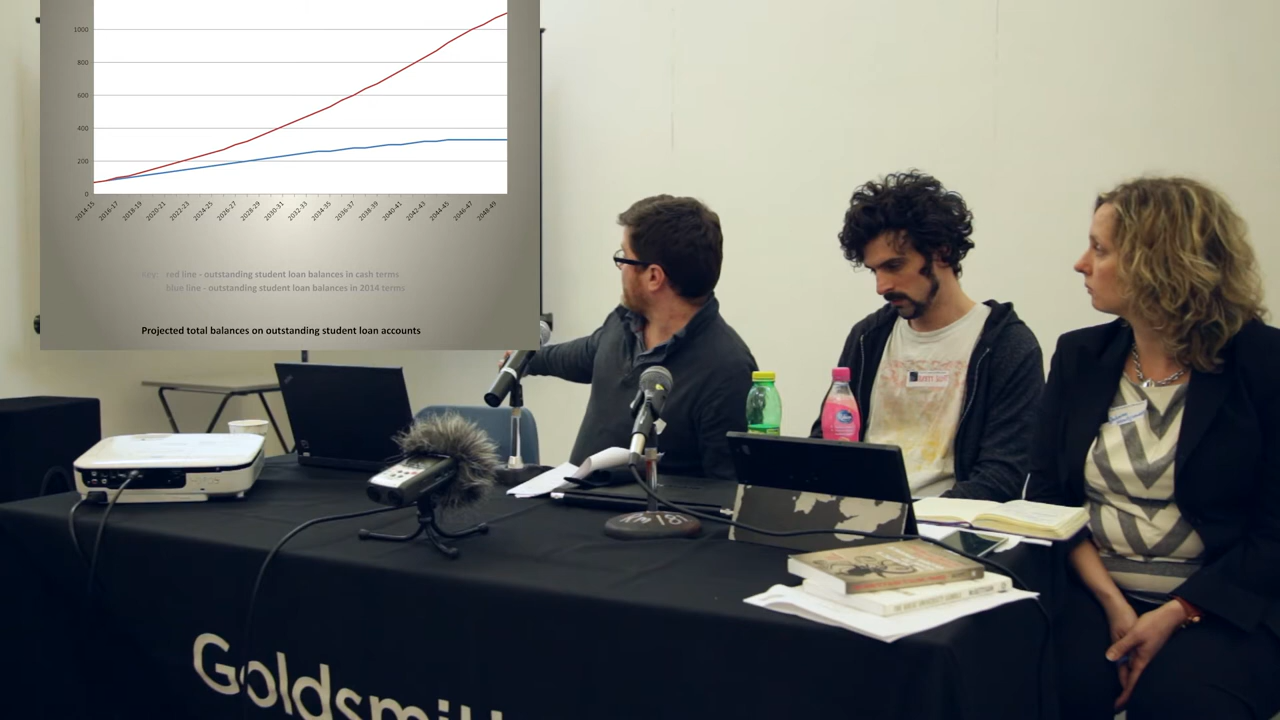 1000
800
600
400
200
0
2014-15 2016-17 2018-19 2020-21 2022-23 2024-25 2026-27 2028-29 2030-31 2032-33 2034-35 2036-37 2038-39 2040-41 2042-43 2044-45 2046-47 2048-49
key: red line - outstanding student loan balances in cash terms
blue line - outstanding student loan balances in 2014 terms
Projected total balances on outstanding student loan accounts
KM 18
Goldsmit